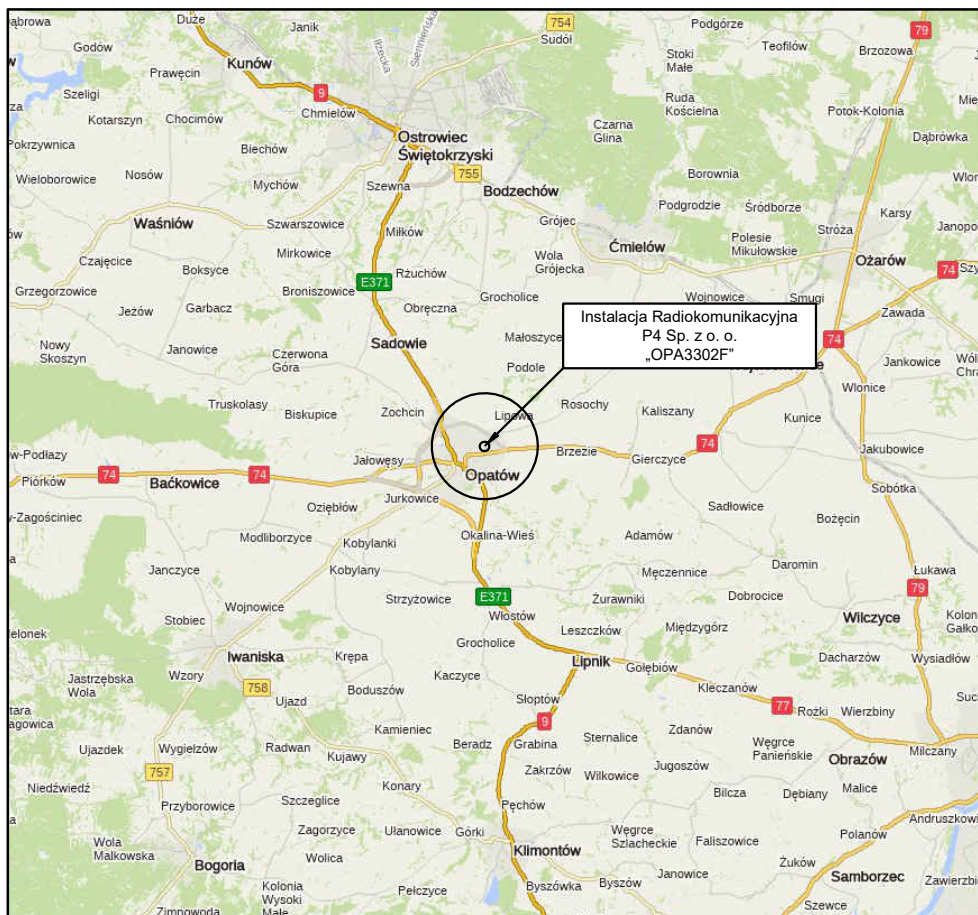 Dąbrowa
Duże
Janik
Iłżecka
Siennieńska
754
Sudół
Podgórze
Teofilów
79
Brzozowa
Godów
Kunów
Stoki
Małe
Prawęcin
Szeligi
9
Chmielów
Ruda
Kościelna
Kotarszyn
Chmielów
Chocimów
Potok-Kolonia
Ostrowiec
Świętokrzyski
Czarna
Glina
Dąbrówka
Pokrzywnica
Biechów
755
Wieloborowice
Nosów
Mychów
Szewna
Bodzechów
Borownia
Podgrodzie
Śródborze
Karsy
Waśniów
Szwarszowice
Miłków
Grójec
Ćmielów
Polesie
Mikułowskie
Stróża
Czajęcice
Boksyce
Mirkowice
Wola
Grójecka
Ożarów
74
E371
Rżuchów
Grzegorzowice
Jeżów
Garbacz
Broniszowice
Obręczna
Grocholice
Wojnowice
Smugi
Zawada
Instalacja Radiokomunikacyjna
P4 Sp. z o. o.
„OPA3302F”
Nowy
Skoszyn
Janowice
Czerwona
Góra
Sadowie
Małoszyce
74
Jankowice
Podole
Wlonice
Truskolasy
Biskupice
Zochcin
Lipowa
Rosochy
Kaliszany
Kunice
74
Jakubowice
Piórków
74
Baćkowice
74
Jałowęsy
Opatów
Brzezie
Gierczyce
Sobótka
Oziębłów
Jurkowice
Sadłowice
Bożęcin
Modliborzyce
Kobylanki
Okalina-Wieś
Adamów
Janczyce
Kobylany
Męczennice
Daromin
Łukawa
79
Wojnowice
Strzyżowice
E371
Żurawniki
Dobrocice
Stobiec
Włostów
Leszczków
Międzygórz
Wilczyce
Iwaniska
Krępa
Grocholice
Lipnik
Gołębiów
Dacharzów
Wysiadłów
Jastrzębska
Wola
Wzory
758
Ujazd
Boduszów
Kaczyce
Słoptów
Kleczanów
77
Rożki
Wierzbiny
Kamieniec
9
Ujazdek
Wygiełzów
Radwan
Kujawy
Beradz
Grabina
Sternalice
Zdanów
Węgrce
Panieńskie
Milczany
757
Niedźwiedź
Konary
Zakrzów
Wilkowice
Jugoszów
Obrazów
Przyborowice
Szczeglice
Pęchów
Bilcza
Dębiany
Malice
Wola
Małkowska
Zagorzyce
Ułanowice
Górki
Węgrce
Szlacheckie
Faliszowice
Polanów
Bogoria
Wolica
Klimontów
Żuków
Samborzec
Kolonia
Wysoki
Małe
Pełczyce
Byszówka
Byszów
Janowice
Zimnowoda
Szewce